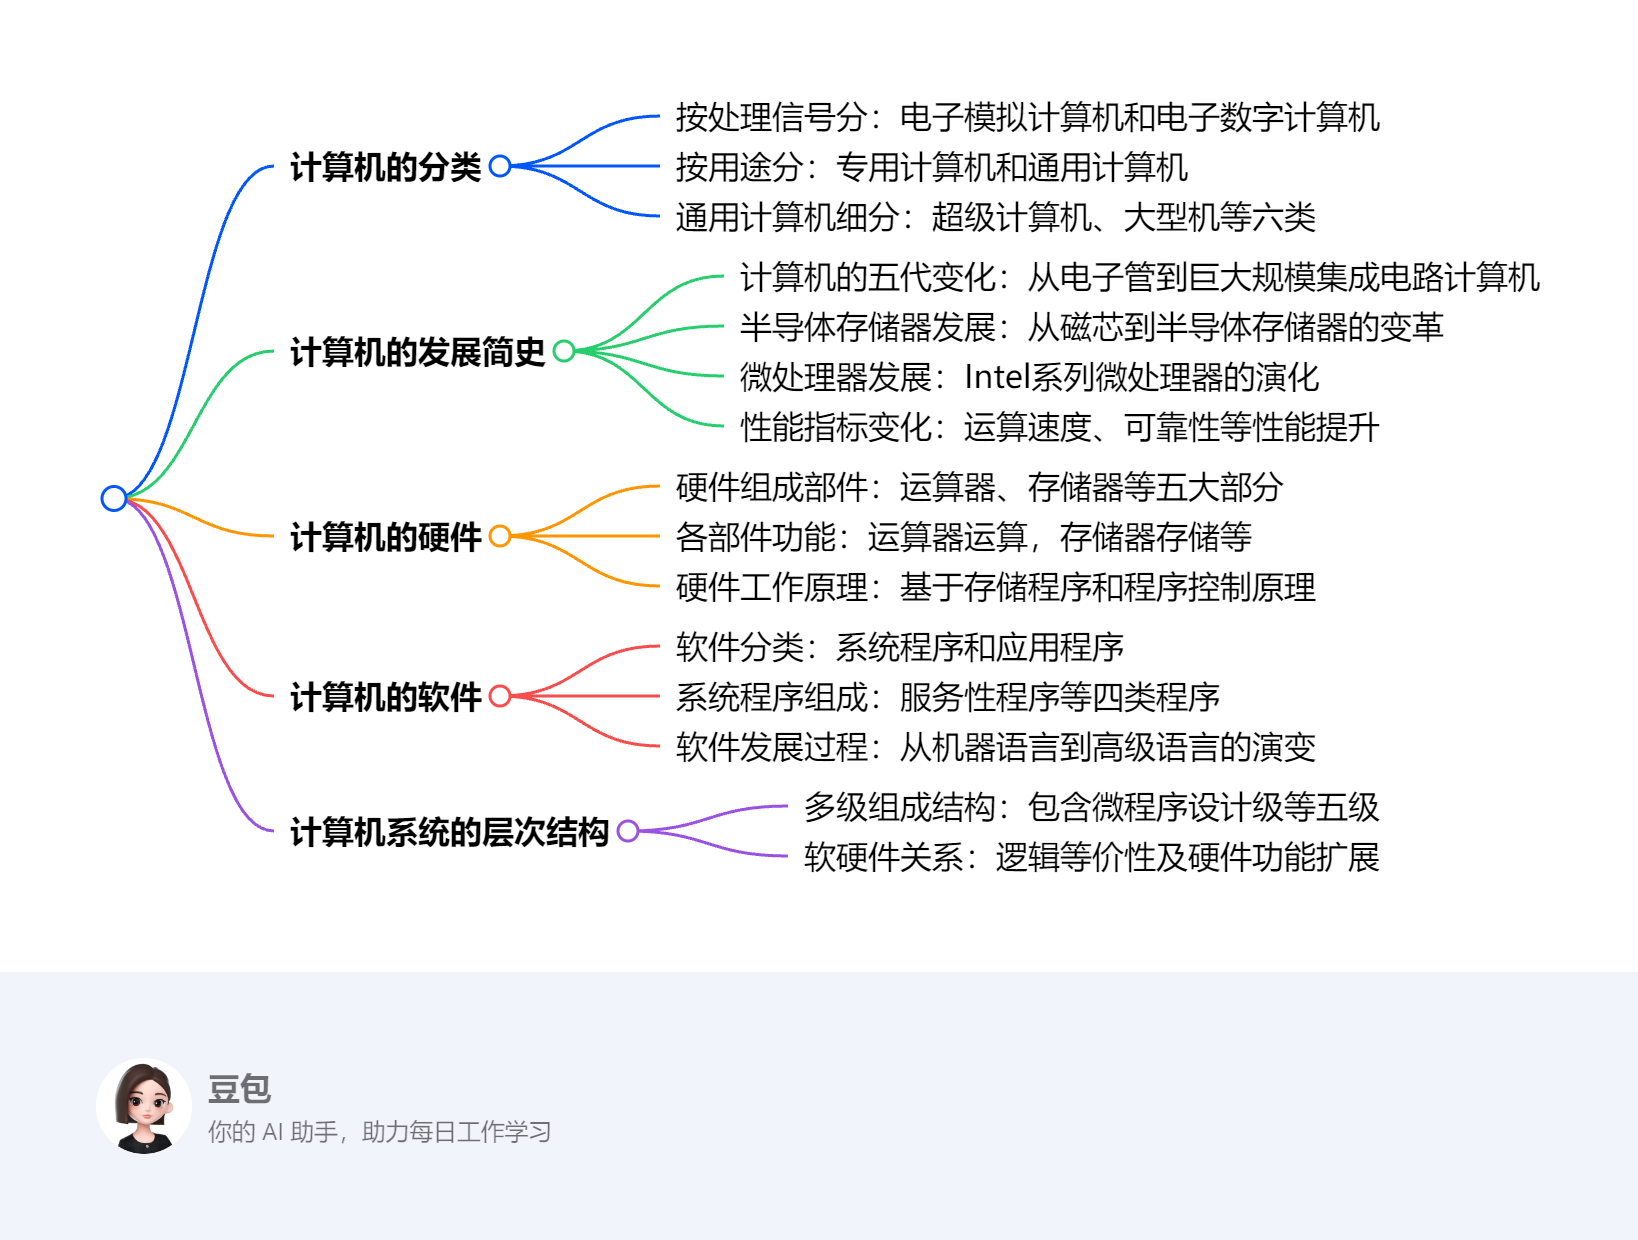 计算机的分类
按处理信号分：电子模拟计算机和电子数字计算机
按用途分：专用计算机和通用计算机
通用计算机细分：超级计算机、大型机等六类
计算机的发展简史
计算机的五代变化：从电子管到巨大规模集成电路计算机
半导体存储器发展：从磁芯到半导体存储器的变革
微处理器发展：Intel系列微处理器的演化
性能指标变化：运算速度、可靠性等性能提升
计算机的硬件
硬件组成部件：运算器、存储器等五大部分
各部件功能：运算器运算，存储器存储等
硬件工作原理：基于存储程序和程序控制原理
计算机的软件
软件分类：系统程序和应用程序
系统程序组成：服务性程序等四类程序
软件发展过程：从机器语言到高级语言的演变
计算机系统的层次结构
多级组成结构：包含微程序设计级等五级
软硬件关系：逻辑等价性及硬件功能扩展
豆包
你的 AI 助手，助力每日工作学习